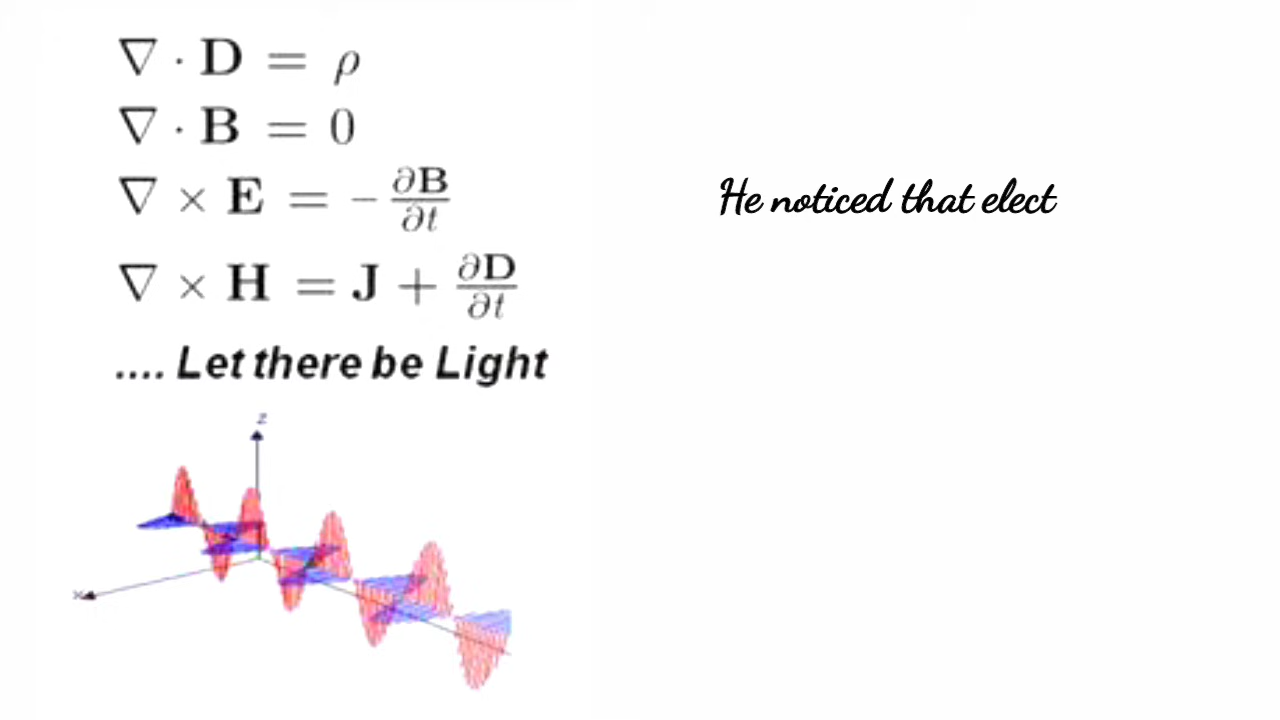 ∇ · D = ρ
∇ · B = 0
∇ × E = −∂B/∂t
∇ × H = J + ∂D/∂t
.... Let there be Light
He noticed that elect
z
x